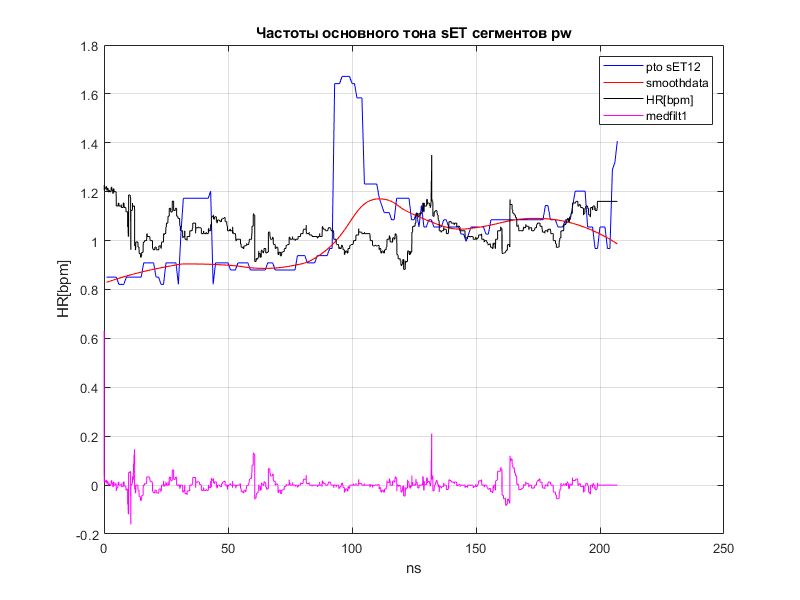 Частоты основного тона sET сегментов pw
1.8
1.6
1.4
1.2
1
0.8
0.6
0.4
0.2
0
-0.2
HR[bpm]
pto sET12
smoothdata
HR[bpm]
medfilt1
0
50
100
150
200
250
ns